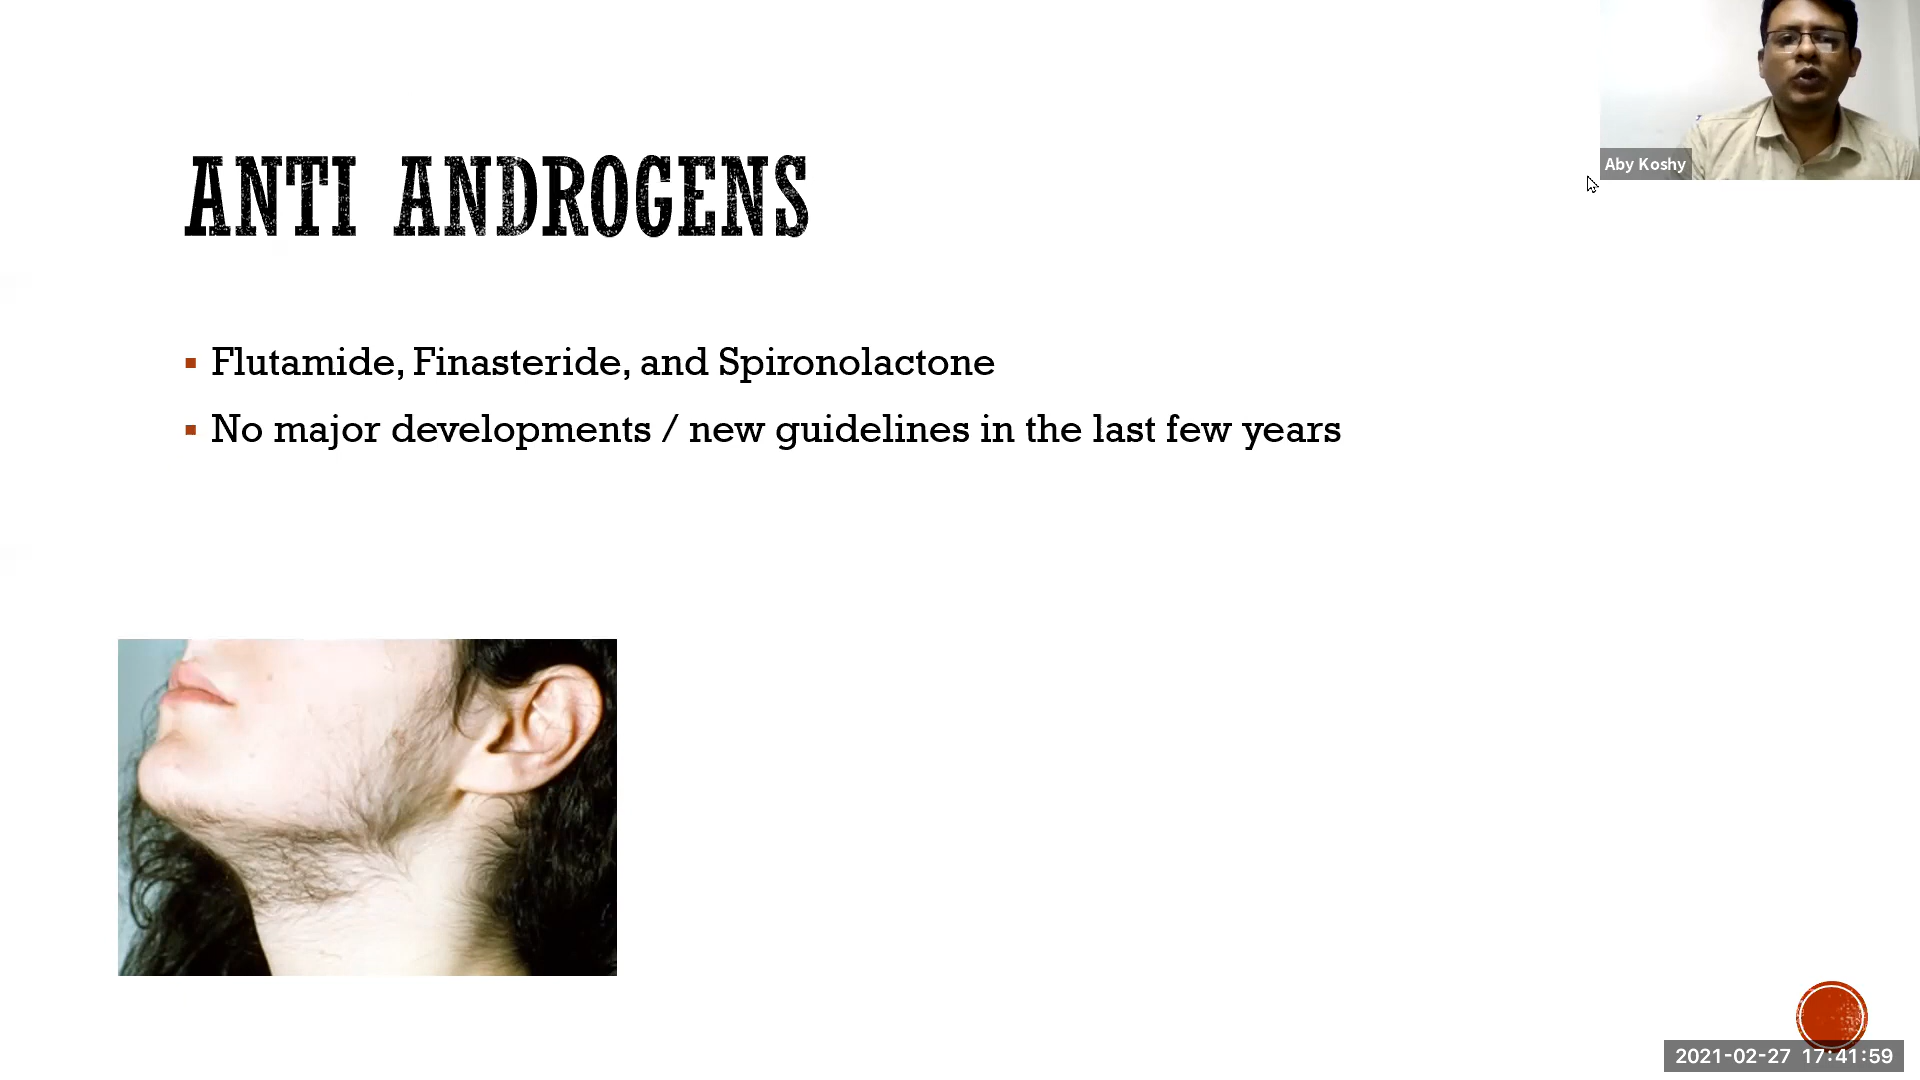 Aby Koshy
ANTI ANDROGENS
Flutamide, Finasteride, and Spironolactone
No major developments / new guidelines in the last few years
2021-02-27 17:41:59